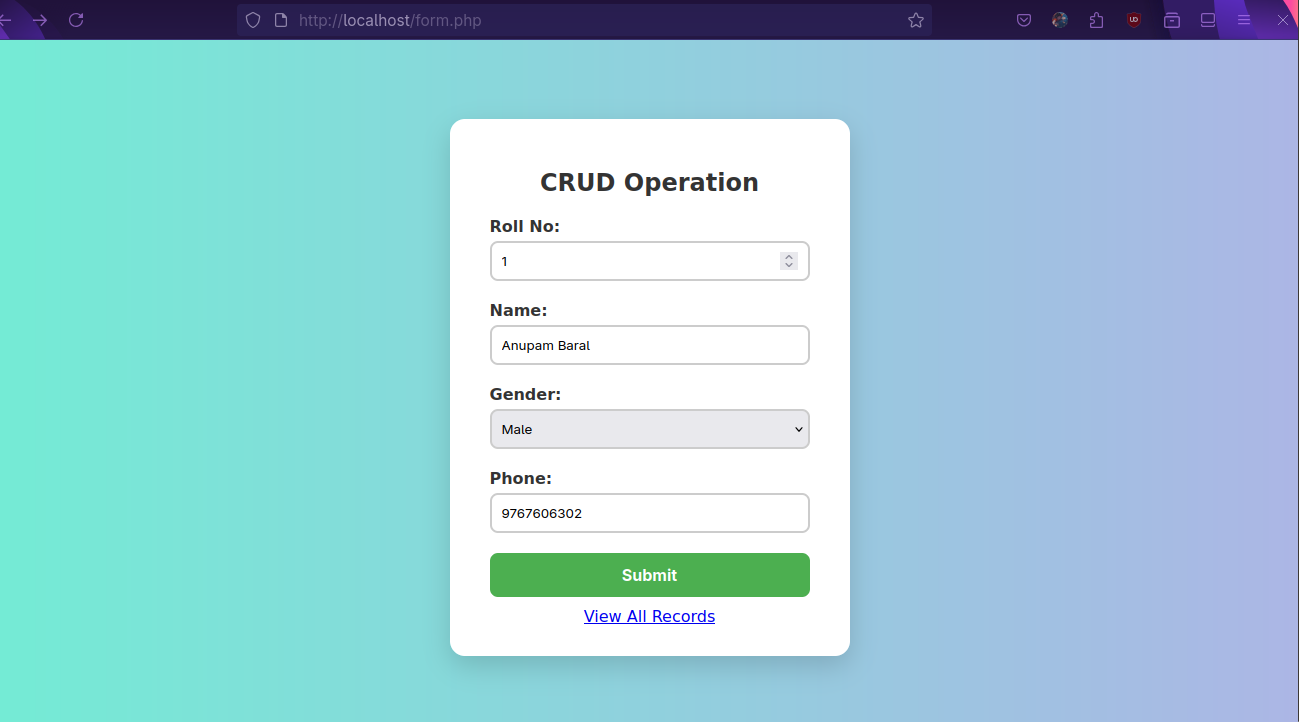 http://localhost/form.php
CRUD Operation
Roll No:
1
Name:
Anupam Baral
Gender:
Male
Phone:
9767606302
Submit
View All Records